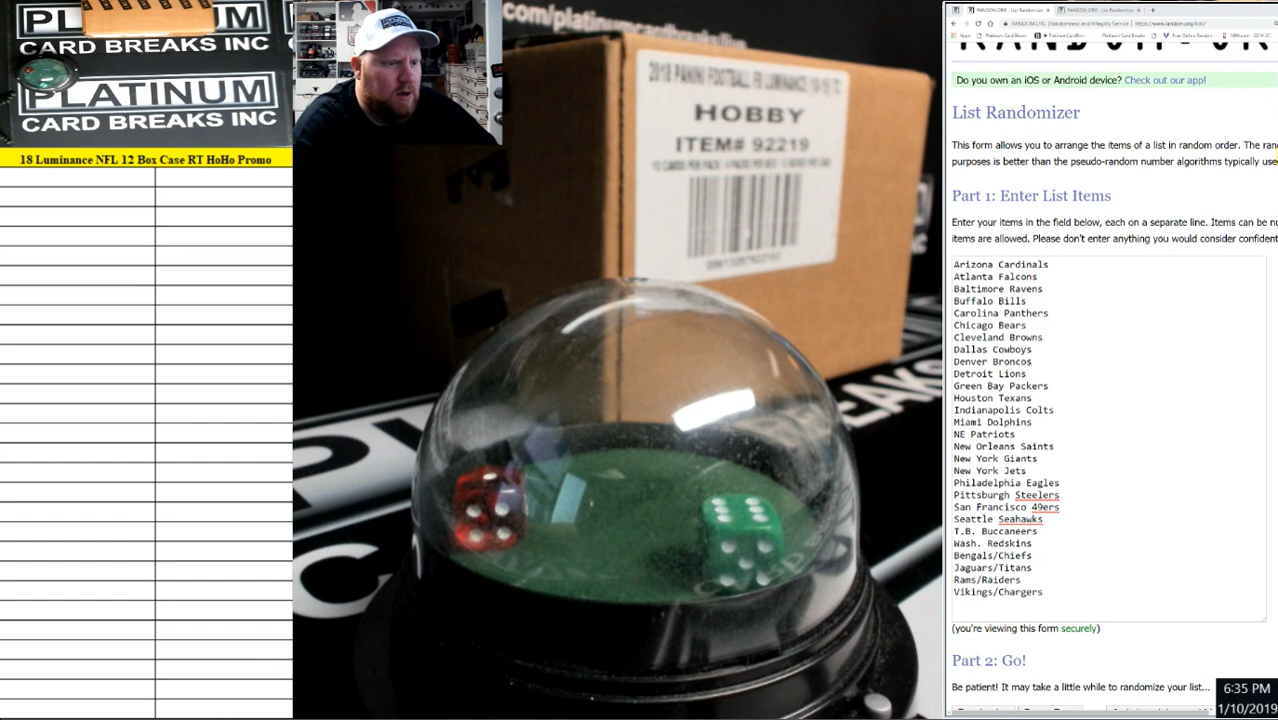 PLATINUM
CARD BREAKS INC
PLATINUM
CARD BREAKS INC
18 Luminance NFL 12 Box Case RT HoHo Promo
com/platinum
2018 PANINI FOOTBALL
HOBBY
ITEM# 92219
BREAKS
Do you own an iOS or Android device? Check out our app!
List Randomizer
This form allows you to arrange the items of a list in random order. The ran
purposes is better than the pseudo-random number algorithms typically use
Part 1: Enter List Items
Enter your items in the field below, each on a separate line. Items can be nu
items are allowed. Please don't enter anything you would consider confident
Arizona Cardinals
Atlanta Falcons
Baltimore Ravens
Buffalo Bills
Carolina Panthers
Chicago Bears
Cleveland Browns
Dallas Cowboys
Denver Broncos
Detroit Lions
Green Bay Packers
Houston Texans
Indianapolis Colts
Miami Dolphins
NE Patriots
New Orleans Saints
New York Giants
New York Jets
Philadelphia Eagles
Pittsburgh Steelers
San Francisco 49ers
Seattle Seahawks
T.B. Buccaneers
Wash. Redskins
Bengals/Chiefs
Jaguars/Titans
Rams/Raiders
Vikings/Chargers
(you're viewing this form securely)
Part 2: Go!
Be patient! It may take a little while to randomize your list...
6:35 PM
1/10/2019